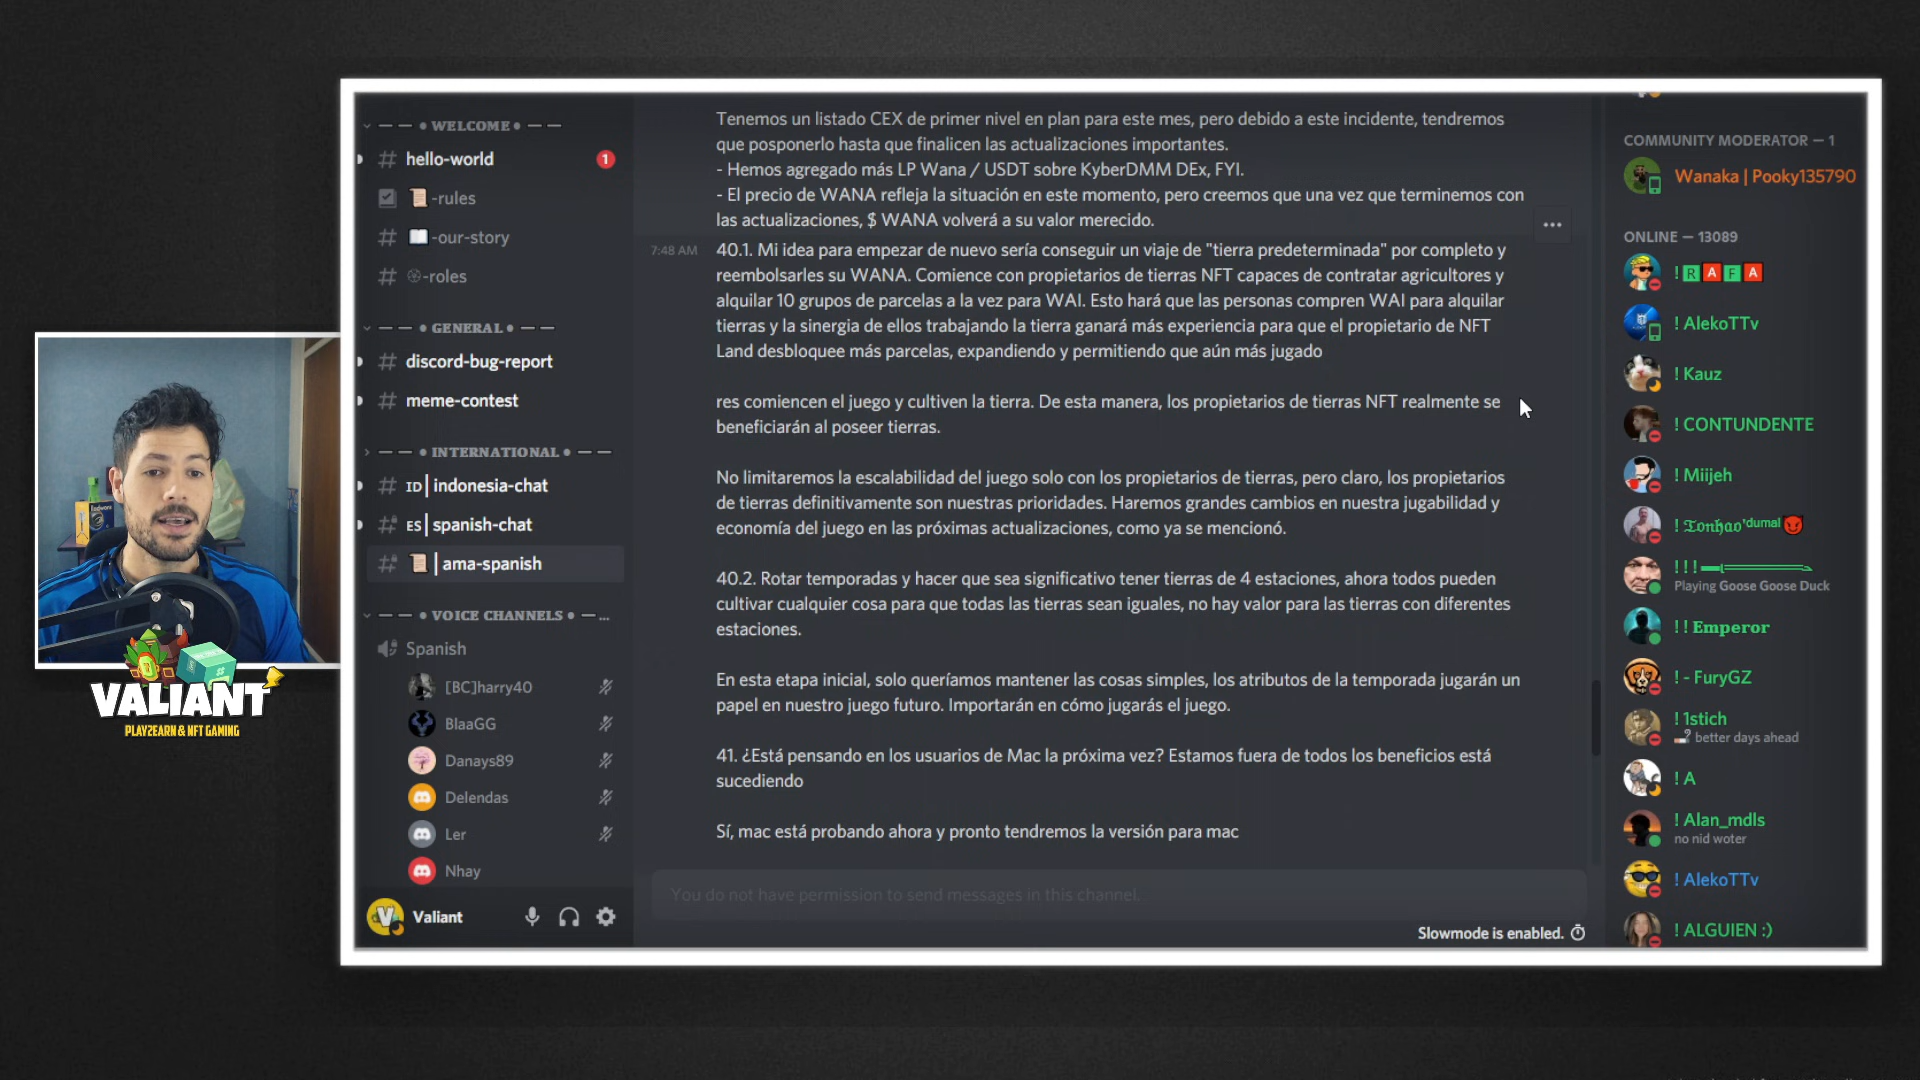 WELCOME
hello-world
1
-rules
-our-story
-roles
GENERAL
discord-bug-report
meme-contest
INTERNATIONAL
ID | indonesia-chat
ES | spanish-chat
| ama-spanish
VOICE CHANNELS
Spanish
[BC]harry40
BlaaGG
Danays89
Delendas
Ler
Nhay
Valiant
VALIANT
PLAY2EARN & NFT GAMING
Tenemos un listado CEX de primer nivel en plan para este mes, pero debido a este incidente, tendremos
que posponerlo hasta que finalicen las actualizaciones importantes.
- Hemos agregado más LP Wana / USDT sobre KyberDMM DEx, FYI.
- El precio de WANA refleja la situación en este momento, pero creemos que una vez que terminemos con
las actualizaciones, $ WANA volverá a su valor merecido.
7:48 AM
40.1. Mi idea para empezar de nuevo sería conseguir un viaje de "tierra predeterminada" por completo y
reembolsarles su WANA. Comience con propietarios de tierras NFT capaces de contratar agricultores y
alquilar 10 grupos de parcelas a la vez para WAI. Esto hará que las personas compren WAI para alquilar
tierras y la sinergia de ellos trabajando la tierra ganará más experiencia para que el propietario de NFT
Land desbloquee más parcelas, expandiendo y permitiendo que aún más jugado
res comiencen el juego y cultiven la tierra. De esta manera, los propietarios de tierras NFT realmente se
beneficiarán al poseer tierras.
No limitaremos la escalabilidad del juego solo con los propietarios de tierras, pero claro, los propietarios
de tierras definitivamente son nuestras prioridades. Haremos grandes cambios en nuestra jugabilidad y
economía del juego en las próximas actualizaciones, como ya se mencionó.
40.2. Rotar temporadas y hacer que sea significativo tener tierras de 4 estaciones, ahora todos pueden
cultivar cualquier cosa para que todas las tierras sean iguales, no hay valor para las tierras con diferentes
estaciones.
En esta etapa inicial, solo queríamos mantener las cosas simples, los atributos de la temporada jugarán un
papel en nuestro juego futuro. Importarán en cómo jugarás el juego.
41. ¿Está pensando en los usuarios de Mac la próxima vez? Estamos fuera de todos los beneficios está
sucediendo
Sí, mac está probando ahora y pronto tendremos la versión para mac
You do not have permission to send messages in this channel.
Slowmode is enabled.
COMMUNITY MODERATOR — 1
Wanaka | Pooky135790
ONLINE — 13089
! RAFA
! AlekoTTv
! Kauz
! CONTUNDENTE
! Miijeh
! 𝕿𝖔𝖓𝖍𝖆𝖔'ᵈᵘᵐᵃˡ
! ! !
Playing Goose Goose Duck
! ! Emperor
! - FuryGZ
! 1stich
better days ahead
! A
! Alan_mdls
no nid woter
! AlekoTTv
! ALGUIEN :)